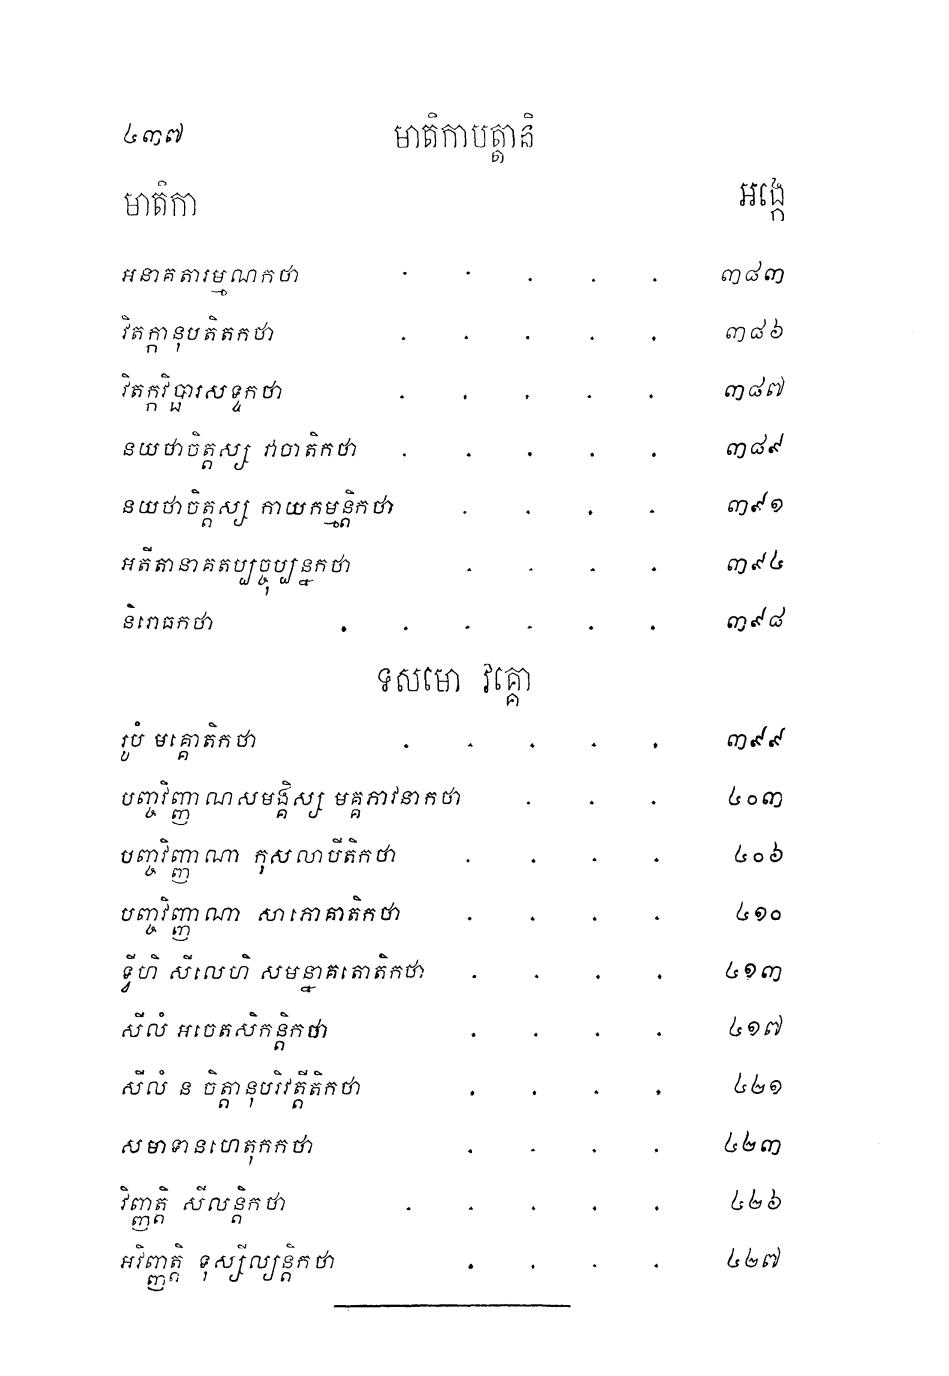 ៤៣៧ មាតិកាបត្តានិ
មាតិកា អង្កេ
អនាគតារម្មណកថា . . . . . ៣៨៣
វិតក្កានុបតិតកថា . . . . . ៣៨៦
វិតក្កវិប្ផារសទ្ទកថា . . . . . ៣៨៧
នយថាចិត្តស្ស វាចាតិកថា . . . . . ៣៨៩
នយថាចិត្តស្ស កាយកម្មន្តិកថា . . . . ៣៩១
អតីតានាគតប្បច្ចុប្បន្នកថា . . . . ៣៩៤
និរោធកថា . . . . . . ៣៩៨
ទសមោ វគ្គោ
រូបំ មគ្គោតិកថា . . . . . ៣៩៩
បញ្ចវិញ្ញាណសមង្គិស្ស មគ្គភាវនាកថា . . . ៤០៣
បញ្ចវិញ្ញាណា កុសលាបីតិកថា . . . . ៤០៦
បញ្ចវិញ្ញាណា សាភោគាតិកថា . . . . ៤១០
ទ្វីហិ សីលេហិ សមន្នាគតោតិកថា . . . . ៤១៣
សីលំ អចេតសិកន្តិកថា . . . . ៤១៧
សីលំ ន ចិត្តានុបរិវត្តីតិកថា . . . . ៤២១
សមាទានហេតុកកថា . . . . ៤២៣
វិញ្ញត្តិ សីលន្តិកថា . . . . . ៤២៦
អវិញ្ញត្តិ ទុស្សីល្យន្តិកថា . . . . ៤២៧